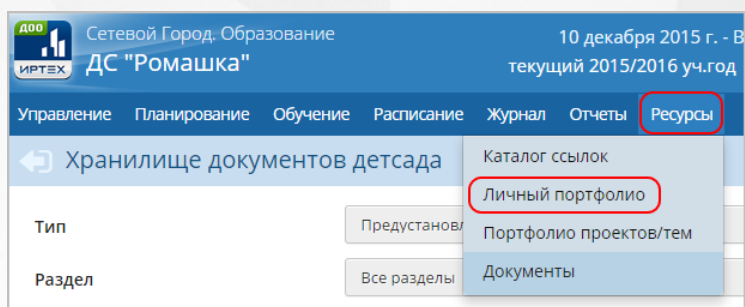 ДОО
ИРТЕХ
Сетевой Город. Образование
ДС "Ромашка"
10 декабря 2015 г. - В
текущий 2015/2016 уч.год
Управление Планирование Обучение Расписание Журнал Отчеты Ресурсы
Хранилище документов детсада
Каталог ссылок
Личный портфолио
Портфолио проектов/тем
Документы
Тип
Предустановл
Раздел
Все разделы